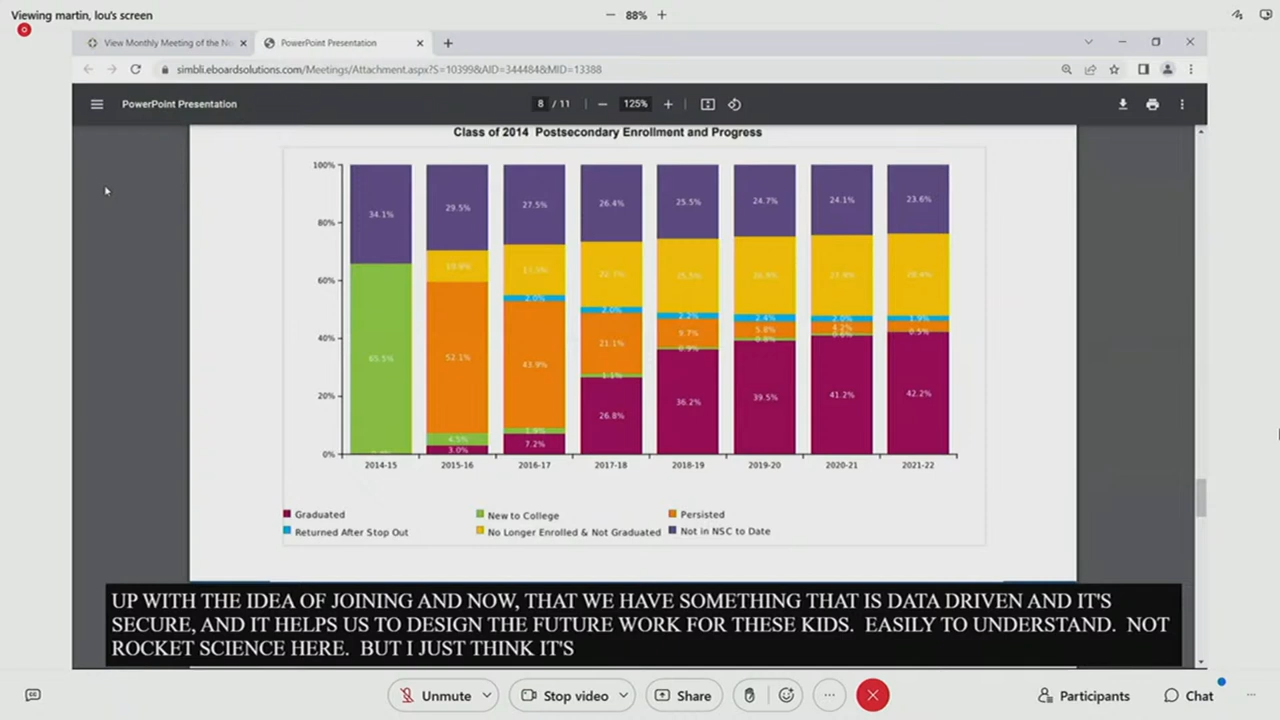 Viewing martin, lou's screen
88%
View Monthly Meeting of the
PowerPoint Presentation
simbli.eboardsolutions.com/Meetings/Attachment.aspx?S=10399&AID=344484&MID=13388
PowerPoint Presentation
8 / 11
125%
Class of 2014 Postsecondary Enrollment and Progress
100%
80%
60%
40%
20%
0%
34.1% 29.5% 27.5% 26.4% 25.5% 24.7% 24.1% 23.6%
2.0% 2.0% 2.2% 2.4% 2.0% 1.9%
65.5% 52.1% 43.9% 21.1% 9.7% 5.8% 4.2%
4.5% 1.9% 1.1% 0.9% 0.8% 0.6% 0.5%
3.0% 7.2% 26.8% 36.2% 39.5% 41.2% 42.2%
2014-15 2015-16 2016-17 2017-18 2018-19 2019-20 2020-21 2021-22
Graduated New to College Persisted
Returned After Stop Out No Longer Enrolled & Not Graduated Not in NSC to Date
UP WITH THE IDEA OF JOINING AND NOW, THAT WE HAVE SOMETHING THAT IS DATA DRIVEN AND IT'S
SECURE, AND IT HELPS US TO DESIGN THE FUTURE WORK FOR THESE KIDS. EASILY TO UNDERSTAND. NOT
ROCKET SCIENCE HERE. BUT I JUST THINK IT'S
Unmute Stop video Share Participants Chat